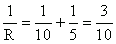 1/R = 1/10 + 1/5 = 3/10